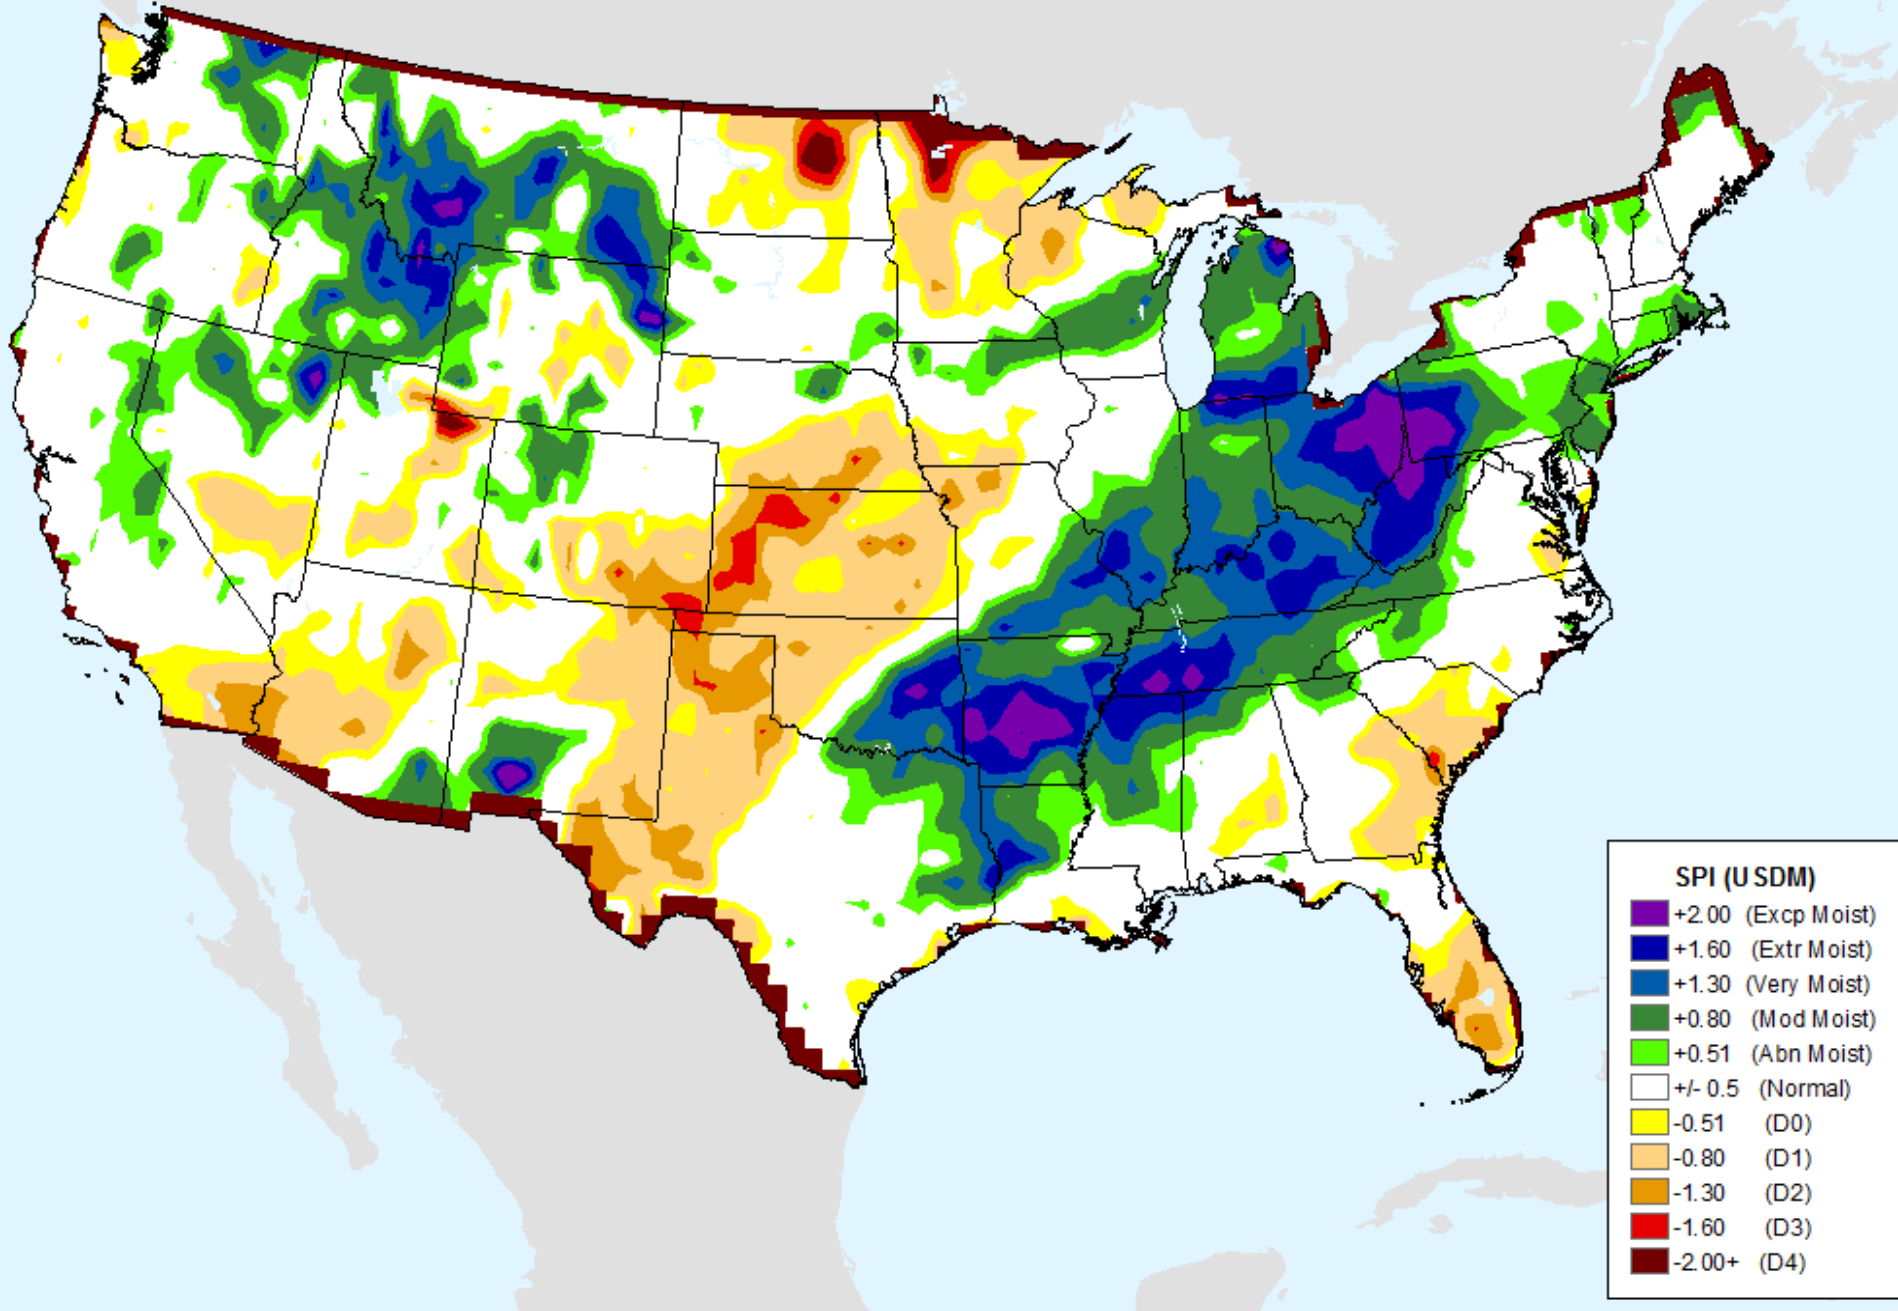 SPI (USDM)
+2.00 (Excp Moist)
+1.60 (Extr Moist)
+1.30 (Very Moist)
+0.80 (Mod Moist)
+0.51 (Abn Moist)
+/- 0.5 (Normal)
-0.51 (D0)
-0.80 (D1)
-1.30 (D2)
-1.60 (D3)
-2.00+ (D4)